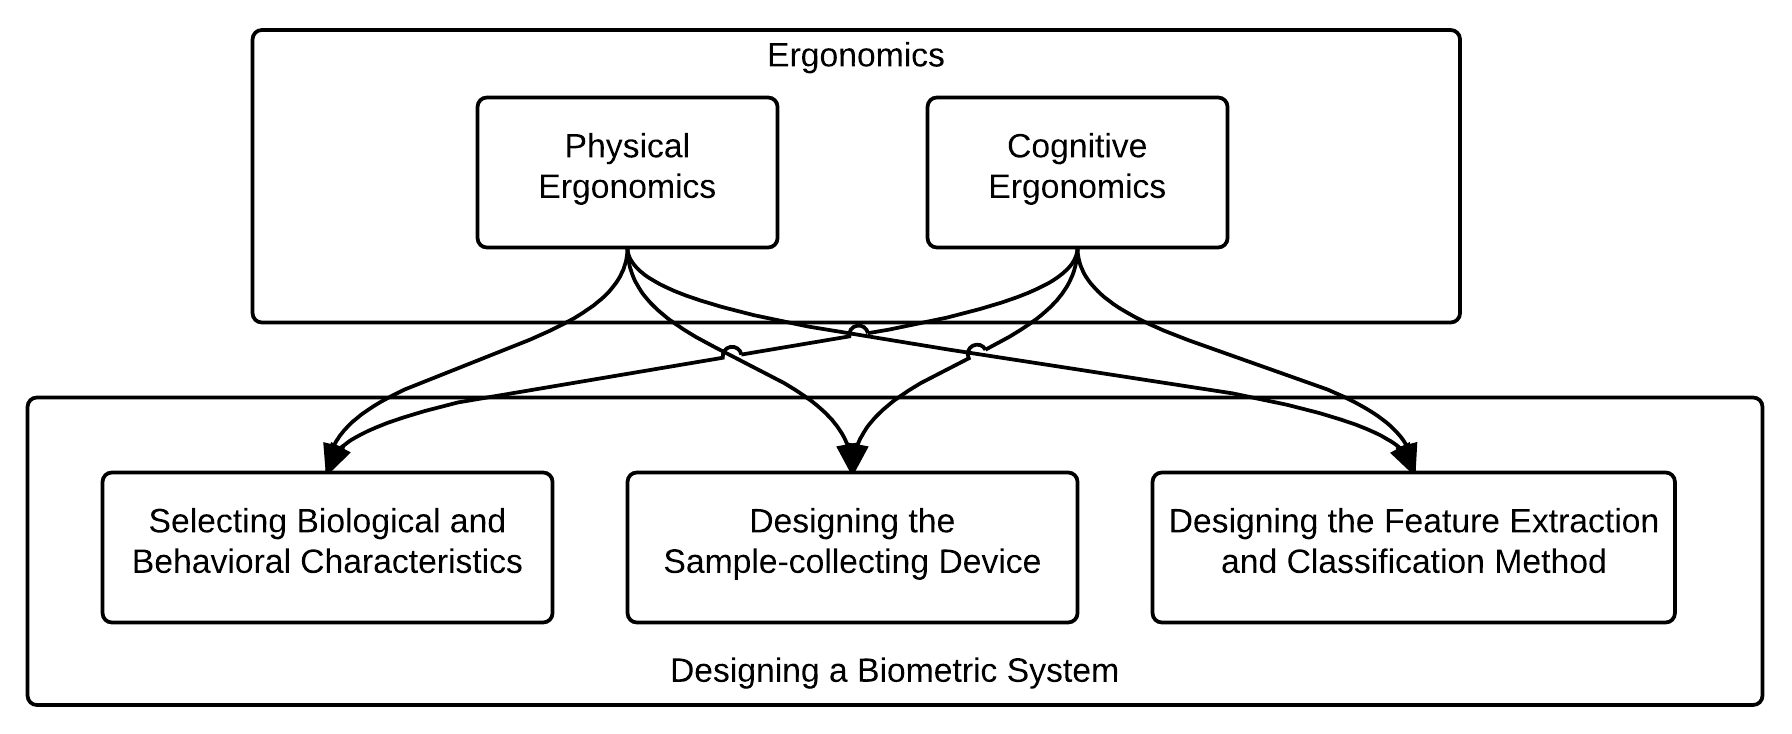 Ergonomics
Physical
Ergonomics
Cognitive
Ergonomics
Selecting Biological and
Behavioral Characteristics
Designing the
Sample-collecting Device
Designing the Feature Extraction
and Classification Method
Designing a Biometric System